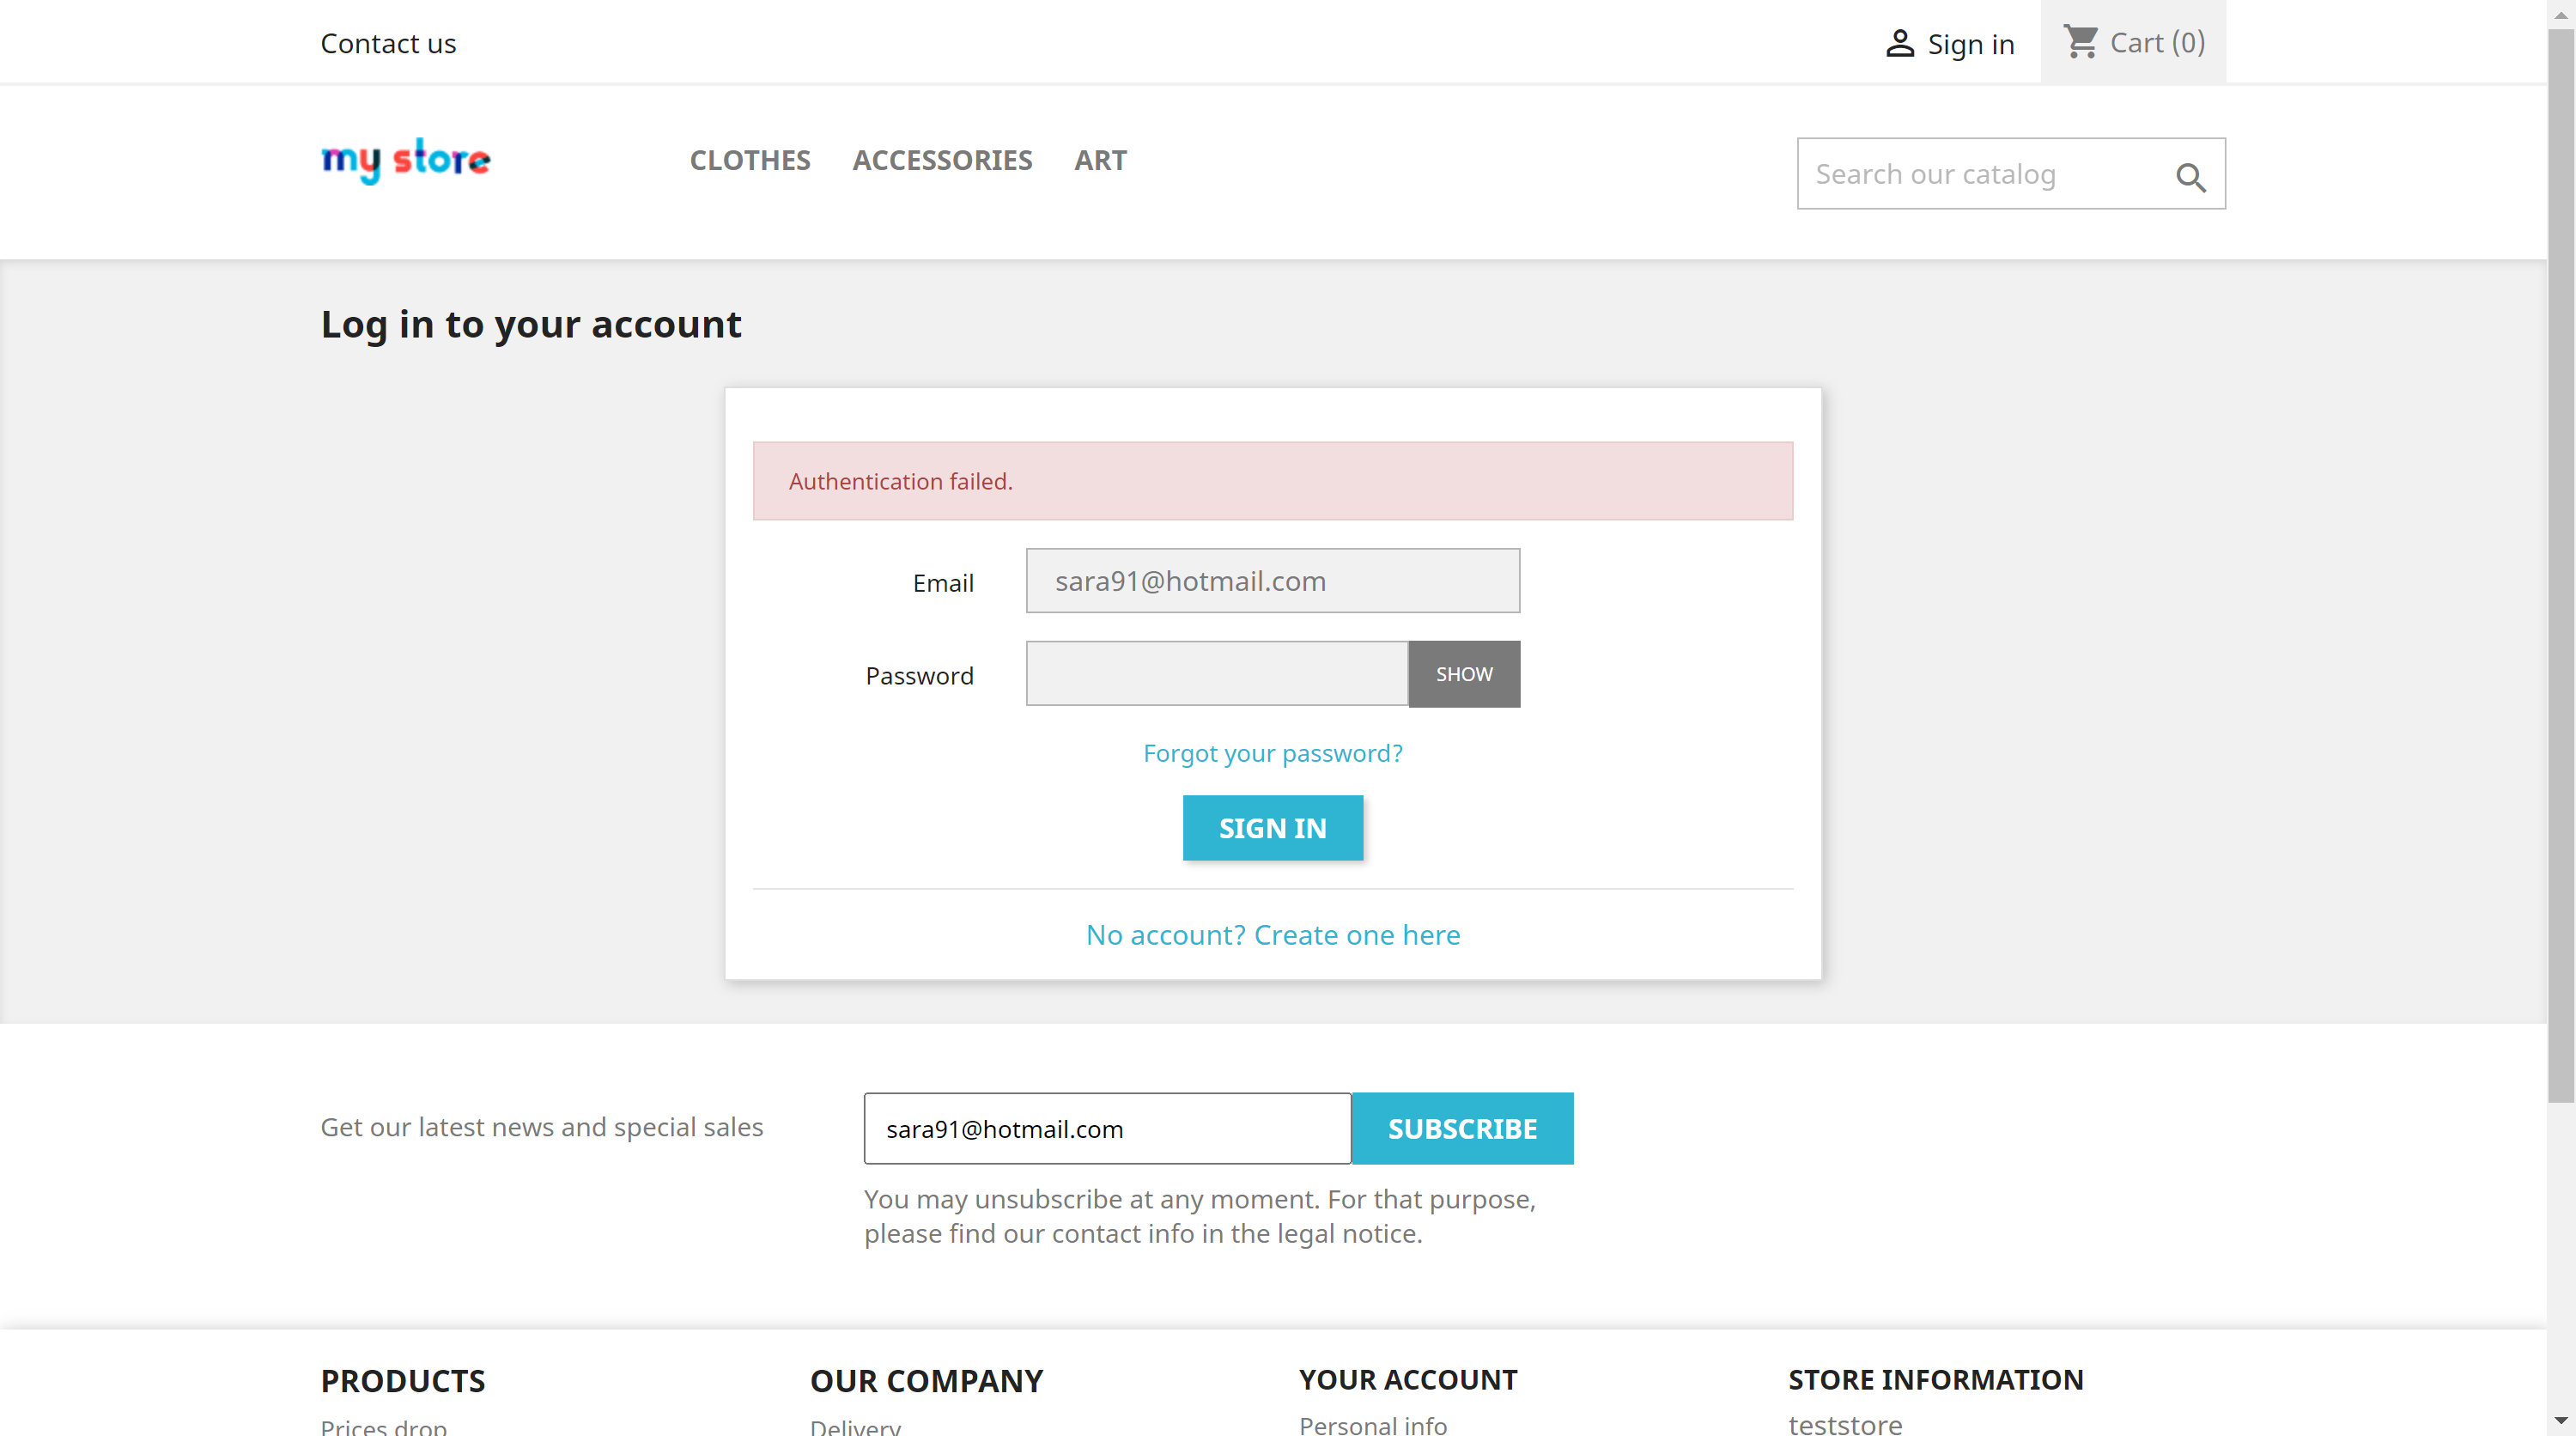 Contact us
Sign in
Cart (0)
my store
CLOTHES ACCESSORIES ART
Search our catalog
Log in to your account
Authentication failed.
Email
sara91@hotmail.com
Password
SHOW
Forgot your password?
SIGN IN
No account? Create one here
Get our latest news and special sales
sara91@hotmail.com
SUBSCRIBE
You may unsubscribe at any moment. For that purpose,
please find our contact info in the legal notice.
PRODUCTS
Prices drop
OUR COMPANY
Delivery
YOUR ACCOUNT
Personal info
STORE INFORMATION
teststore